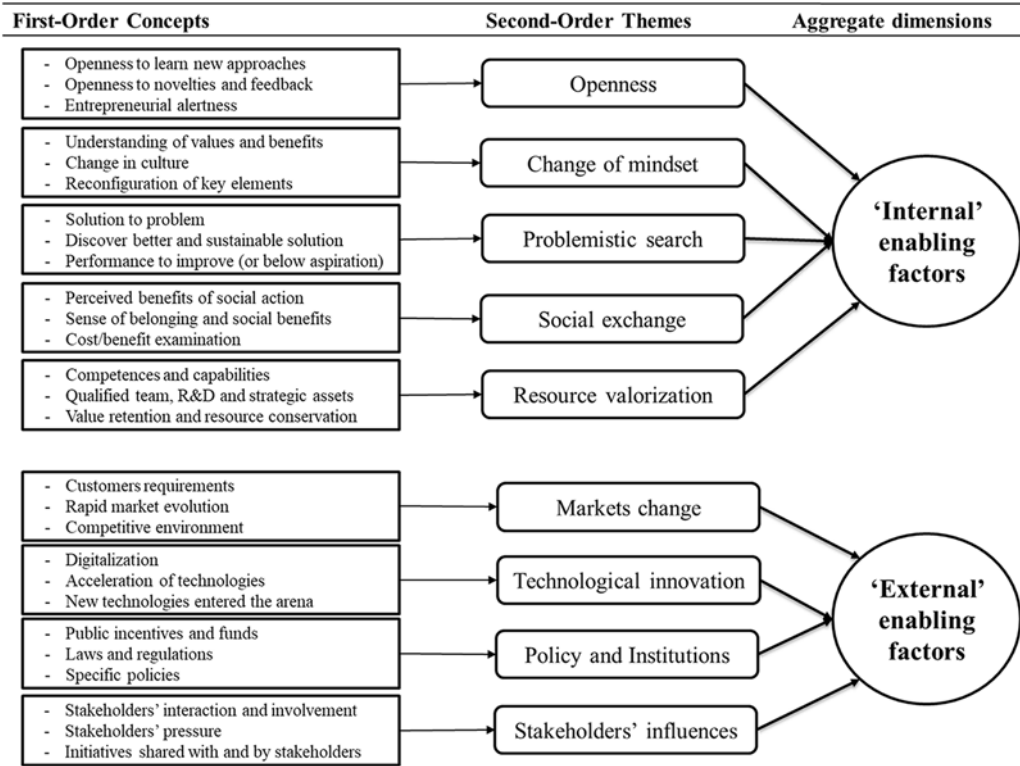 First-Order Concepts
Second-Order Themes
Aggregate dimensions
- Openness to learn new approaches
- Openness to novelties and feedback
- Entrepreneurial alertness
Openness
- Understanding of values and benefits
- Change in culture
- Reconfiguration of key elements
Change of mindset
- Solution to problem
- Discover better and sustainable solution
- Performance to improve (or below aspiration)
Problemistic search
- Perceived benefits of social action
- Sense of belonging and social benefits
- Cost/benefit examination
Social exchange
- Competences and capabilities
- Qualified team, R&D and strategic assets
- Value retention and resource conservation
Resource valorization
‘Internal’
enabling
factors
- Customers requirements
- Rapid market evolution
- Competitive environment
Markets change
- Digitalization
- Acceleration of technologies
- New technologies entered the arena
Technological innovation
- Public incentives and funds
- Laws and regulations
- Specific policies
Policy and Institutions
- Stakeholders’ interaction and involvement
- Stakeholders’ pressure
- Initiatives shared with and by stakeholders
Stakeholders’ influences
‘External’
enabling
factors